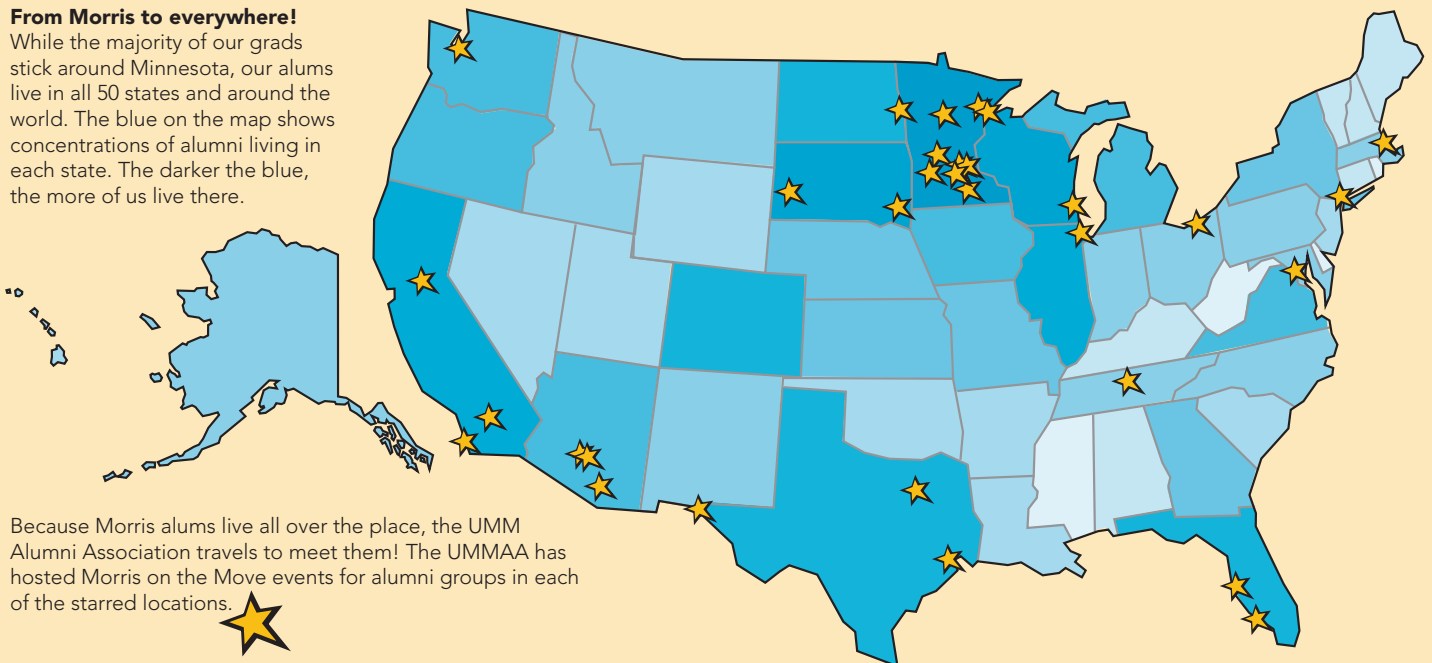 From Morris to everywhere!
While the majority of our grads
stick around Minnesota, our alums
live in all 50 states and around the
world. The blue on the map shows
concentrations of alumni living in
each state. The darker the blue,
the more of us live there.
Because Morris alums live all over the place, the UMM
Alumni Association travels to meet them! The UMMAA has
hosted Morris on the Move events for alumni groups in each
of the starred locations.